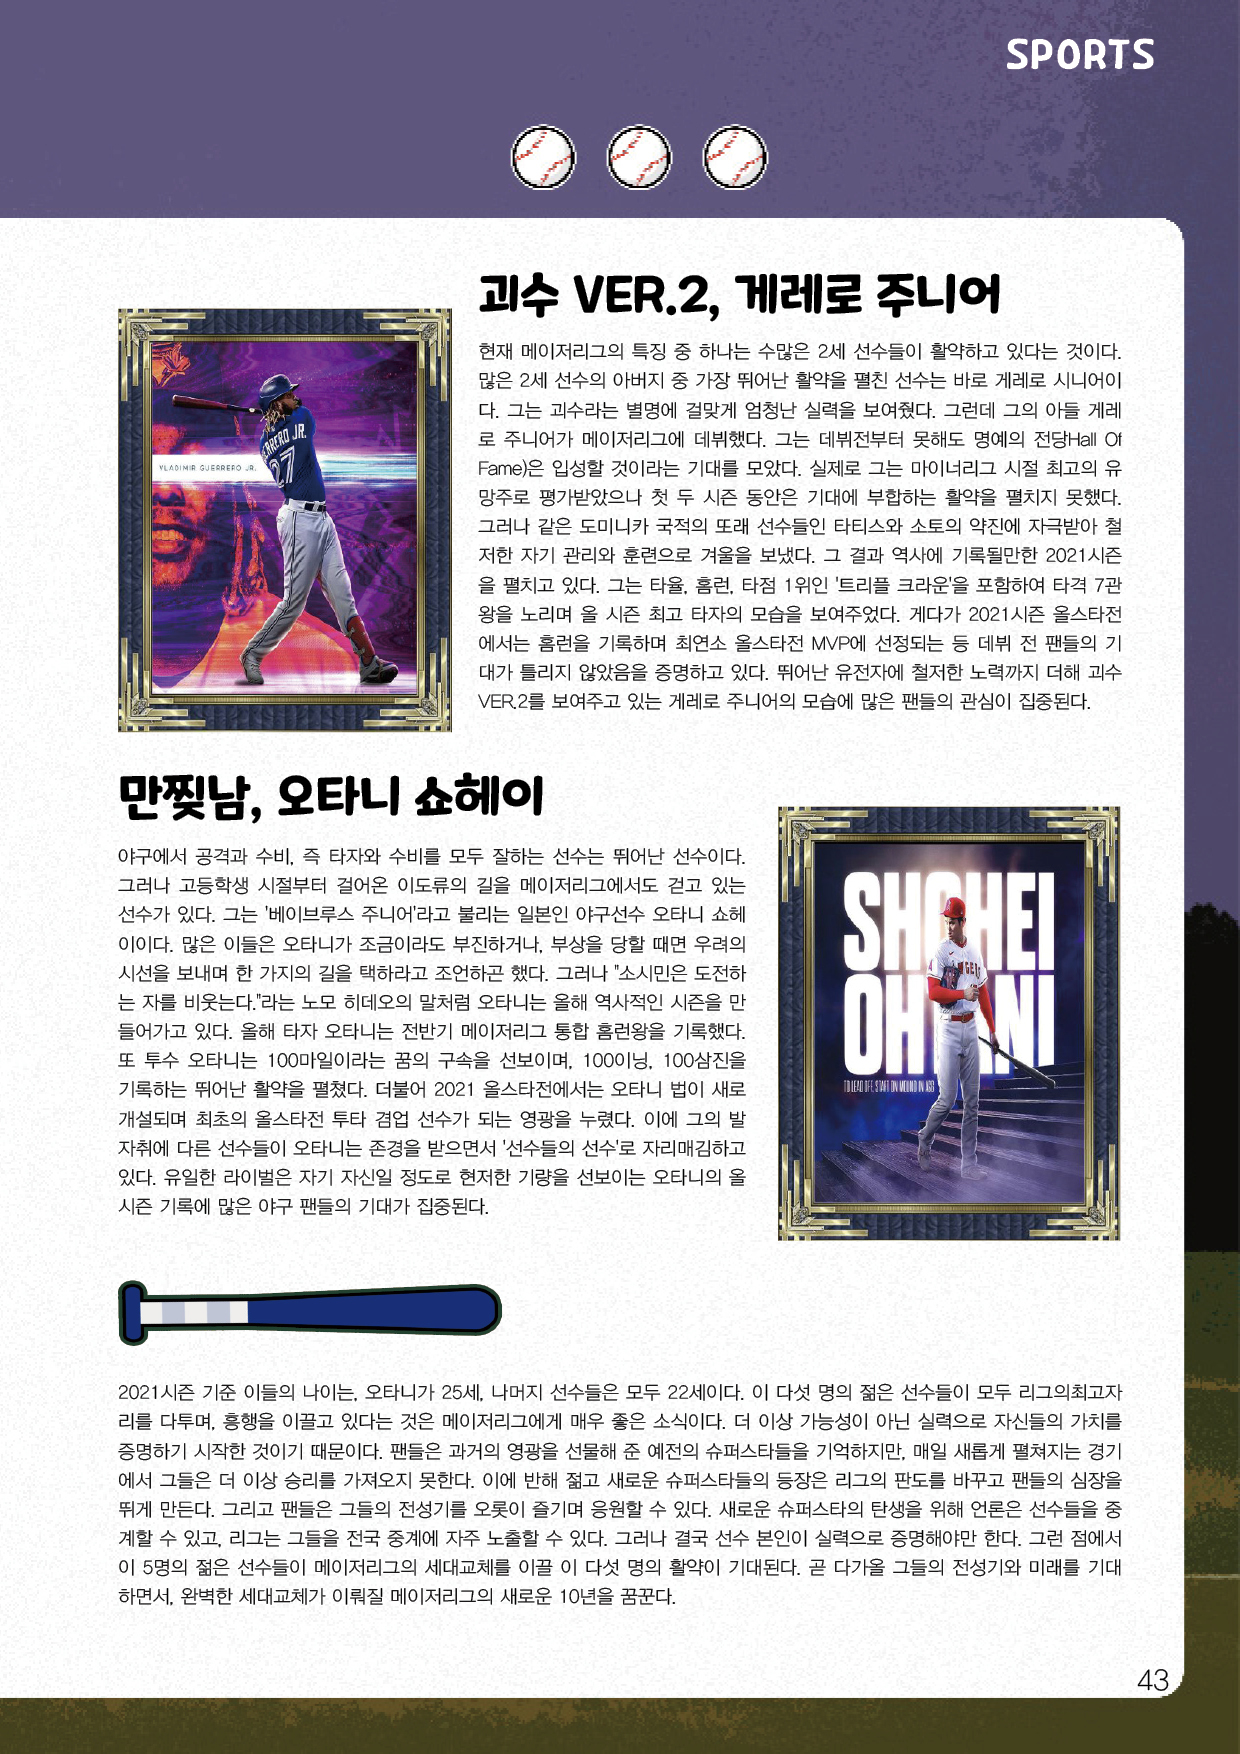 SPORTS
괴수 VER.2, 게레로 주니어
현재 메이저리그의 특징 중 하나는 수많은 2세 선수들이 활약하고 있다는 것이다.
많은 2세 선수의 아버지 중 가장 뛰어난 활약을 펼친 선수는 바로 게레로 시니어이
다. 그는 괴수라는 별명에 걸맞게 엄청난 실력을 보여줬다. 그런데 그의 아들 게레
로 주니어가 메이저리그에 데뷔했다. 그는 데뷔전부터 못해도 명예의 전당Hall Of
Fame)은 입성할 것이라는 기대를 모았다. 실제로 그는 마이너리그 시절 최고의 유
망주로 평가받았으나 첫 두 시즌 동안은 기대에 부합하는 활약을 펼치지 못했다.
그러나 같은 도미니카 국적의 또래 선수들인 타티스와 소토의 약진에 자극받아 철
저한 자기 관리와 훈련으로 겨울을 보냈다. 그 결과 역사에 기록될만한 2021시즌
을 펼치고 있다. 그는 타율, 홈런, 타점 1위인 '트리플 크라운'을 포함하여 타격 7관
왕을 노리며 올 시즌 최고 타자의 모습을 보여주었다. 게다가 2021시즌 올스타전
에서는 홈런을 기록하며 최연소 올스타전 MVP에 선정되는 등 데뷔 전 팬들의 기
대가 틀리지 않았음을 증명하고 있다. 뛰어난 유전자에 철저한 노력까지 더해 괴수
VER.2를 보여주고 있는 게레로 주니어의 모습에 많은 팬들의 관심이 집중된다.
VLADIMIR GUERRERO JR.
RRERO JR.
27
만찢남, 오타니 쇼헤이
야구에서 공격과 수비, 즉 타자와 수비를 모두 잘하는 선수는 뛰어난 선수이다.
그러나 고등학생 시절부터 걸어온 이도류의 길을 메이저리그에서도 걷고 있는
선수가 있다. 그는 '베이브루스 주니어'라고 불리는 일본인 야구선수 오타니 쇼헤
이이다. 많은 이들은 오타니가 조금이라도 부진하거나, 부상을 당할 때면 우려의
시선을 보내며 한 가지의 길을 택하라고 조언하곤 했다. 그러나 "소시민은 도전하
는 자를 비웃는다."라는 노모 히데오의 말처럼 오타니는 올해 역사적인 시즌을 만
들어가고 있다. 올해 타자 오타니는 전반기 메이저리그 통합 홈런왕을 기록했다.
또 투수 오타니는 100마일이라는 꿈의 구속을 선보이며, 100이닝, 100삼진을
기록하는 뛰어난 활약을 펼쳤다. 더불어 2021 올스타전에서는 오타니 법이 새로
개설되며 최초의 올스타전 투타 겸업 선수가 되는 영광을 누렸다. 이에 그의 발
자취에 다른 선수들이 오타니는 존경을 받으면서 '선수들의 선수'로 자리매김하고
있다. 유일한 라이벌은 자기 자신일 정도로 현저한 기량을 선보이는 오타니의 올
시즌 기록에 많은 야구 팬들의 기대가 집중된다.
SHOHEI
OHTANI
TO LEAD OFF, START ON MOUND IN ASG
2021시즌 기준 이들의 나이는, 오타니가 25세, 나머지 선수들은 모두 22세이다. 이 다섯 명의 젊은 선수들이 모두 리그의최고자
리를 다투며, 흥행을 이끌고 있다는 것은 메이저리그에게 매우 좋은 소식이다. 더 이상 가능성이 아닌 실력으로 자신들의 가치를
증명하기 시작한 것이기 때문이다. 팬들은 과거의 영광을 선물해 준 예전의 슈퍼스타들을 기억하지만, 매일 새롭게 펼쳐지는 경기
에서 그들은 더 이상 승리를 가져오지 못한다. 이에 반해 젊고 새로운 슈퍼스타들의 등장은 리그의 판도를 바꾸고 팬들의 심장을
뛰게 만든다. 그리고 팬들은 그들의 전성기를 오롯이 즐기며 응원할 수 있다. 새로운 슈퍼스타의 탄생을 위해 언론은 선수들을 중
계할 수 있고, 리그는 그들을 전국 중계에 자주 노출할 수 있다. 그러나 결국 선수 본인이 실력으로 증명해야만 한다. 그런 점에서
이 5명의 젊은 선수들이 메이저리그의 세대교체를 이끌 이 다섯 명의 활약이 기대된다. 곧 다가올 그들의 전성기와 미래를 기대
하면서, 완벽한 세대교체가 이뤄질 메이저리그의 새로운 10년을 꿈꾼다.
43